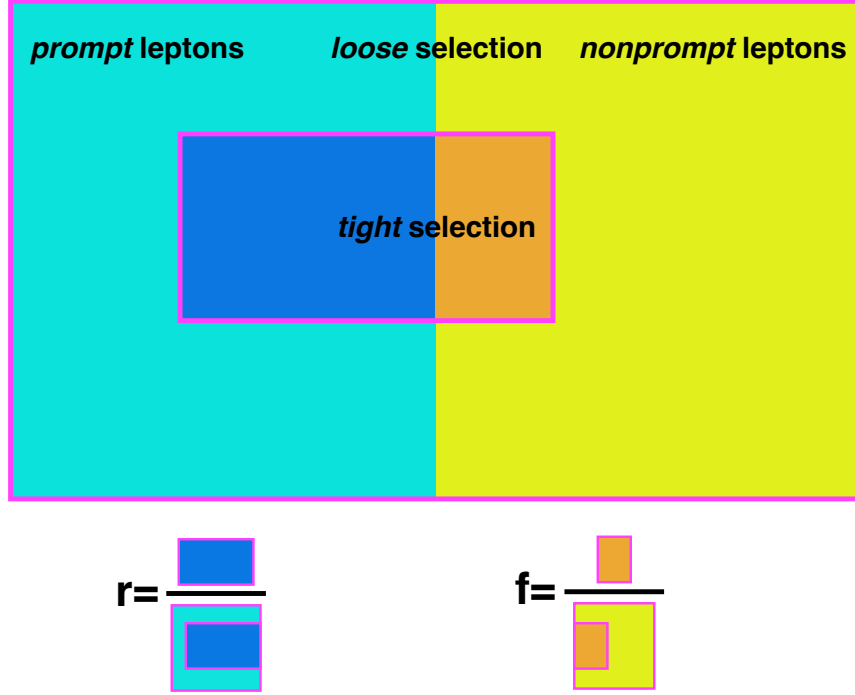 prompt leptons loose selection nonprompt leptons
tight selection
r= f=